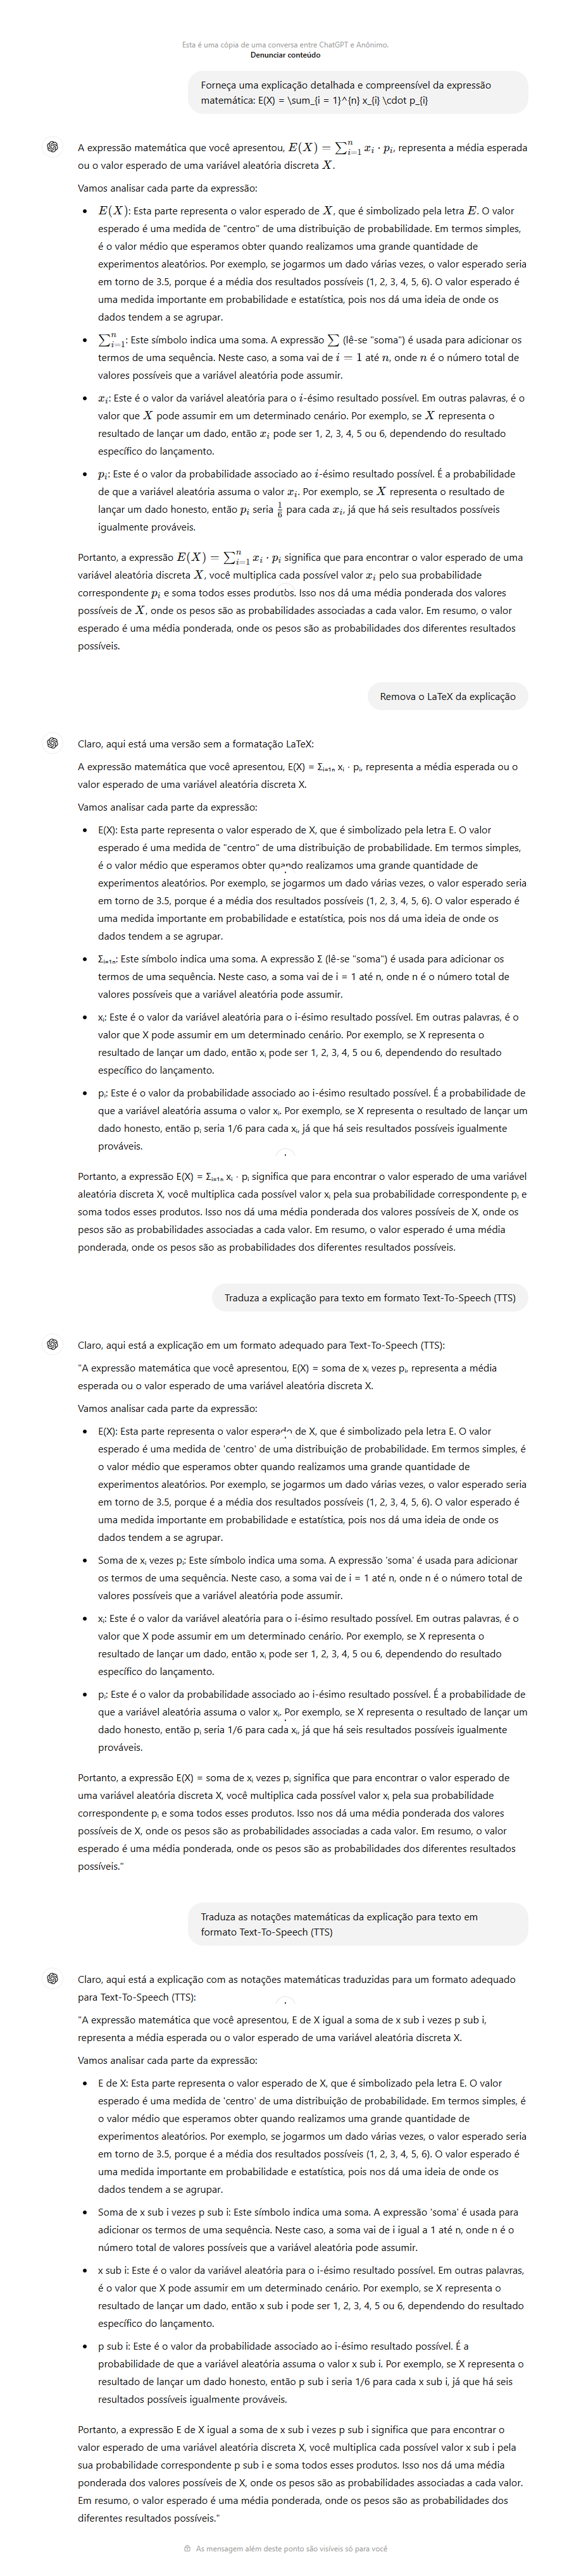 Esta é uma cópia de uma conversa entre ChatGPT e Anônimo.
Denunciar conteúdo
Forneça uma explicação detalhada e compreensível da expressão
matemática: E(X) = \sum_{i = 1}^{n} x_{i} \cdot p_{i}
A expressão matemática que você apresentou, E(X) = ∑ᵢ₌₁ⁿ xᵢ · pᵢ, representa a média esperada
ou o valor esperado de uma variável aleatória discreta X.
Vamos analisar cada parte da expressão:
• E(X): Esta parte representa o valor esperado de X, que é simbolizado pela letra E. O valor
esperado é uma medida de "centro" de uma distribuição de probabilidade. Em termos simples,
é o valor médio que esperamos obter quando realizamos uma grande quantidade de
experimentos aleatórios. Por exemplo, se jogarmos um dado várias vezes, o valor esperado seria
em torno de 3.5, porque é a média dos resultados possíveis (1, 2, 3, 4, 5, 6). O valor esperado é
uma medida importante em probabilidade e estatística, pois nos dá uma ideia de onde os
dados tendem a se agrupar.
• ∑ᵢ₌₁ⁿ: Este símbolo indica uma soma. A expressão ∑ (lê-se "soma") é usada para adicionar os
termos de uma sequência. Neste caso, a soma vai de i = 1 até n, onde n é o número total de
valores possíveis que a variável aleatória pode assumir.
• xᵢ: Este é o valor da variável aleatória para o i-ésimo resultado possível. Em outras palavras, é o
valor que X pode assumir em um determinado cenário. Por exemplo, se X representa o
resultado de lançar um dado, então xᵢ pode ser 1, 2, 3, 4, 5 ou 6, dependendo do resultado
específico do lançamento.
• pᵢ: Este é o valor da probabilidade associado ao i-ésimo resultado possível. É a probabilidade
de que a variável aleatória assuma o valor xᵢ. Por exemplo, se X representa o resultado de
lançar um dado honesto, então pᵢ seria 1/6 para cada xᵢ, já que há seis resultados possíveis
igualmente prováveis.
Portanto, a expressão E(X) = ∑ᵢ₌₁ⁿ xᵢ · pᵢ significa que para encontrar o valor esperado de uma
variável aleatória discreta X, você multiplica cada possível valor xᵢ pelo sua probabilidade
correspondente pᵢ e soma todos esses produtos. Isso nos dá uma média ponderada dos valores
possíveis de X, onde os pesos são as probabilidades associadas a cada valor. Em resumo, o valor
esperado é uma média ponderada, onde os pesos são as probabilidades dos diferentes resultados
possíveis.
Remova o LaTeX da explicação
Claro, aqui está uma versão sem a formatação LaTeX:
A expressão matemática que você apresentou, E(X) = Σᵢ₌₁ₙ xᵢ · pᵢ, representa a média esperada ou o
valor esperado de uma variável aleatória discreta X.
Vamos analisar cada parte da expressão:
• E(X): Esta parte representa o valor esperado de X, que é simbolizado pela letra E. O valor
esperado é uma medida de "centro" de uma distribuição de probabilidade. Em termos simples,
é o valor médio que esperamos obter quando realizamos uma grande quantidade de
experimentos aleatórios. Por exemplo, se jogarmos um dado várias vezes, o valor esperado seria
em torno de 3.5, porque é a média dos resultados possíveis (1, 2, 3, 4, 5, 6). O valor esperado é
uma medida importante em probabilidade e estatística, pois nos dá uma ideia de onde os
dados tendem a se agrupar.
• Σᵢ₌₁ₙ: Este símbolo indica uma soma. A expressão Σ (lê-se "soma") é usada para adicionar os
termos de uma sequência. Neste caso, a soma vai de i = 1 até n, onde n é o número total de
valores possíveis que a variável aleatória pode assumir.
• xᵢ: Este é o valor da variável aleatória para o i-ésimo resultado possível. Em outras palavras, é o
valor que X pode assumir em um determinado cenário. Por exemplo, se X representa o
resultado de lançar um dado, então xᵢ pode ser 1, 2, 3, 4, 5 ou 6, dependendo do resultado
específico do lançamento.
• pᵢ: Este é o valor da probabilidade associado ao i-ésimo resultado possível. É a probabilidade de
que a variável aleatória assuma o valor xᵢ. Por exemplo, se X representa o resultado de lançar um
dado honesto, então pᵢ seria 1/6 para cada xᵢ, já que há seis resultados possíveis igualmente
prováveis.
Portanto, a expressão E(X) = Σᵢ₌₁ₙ xᵢ · pᵢ significa que para encontrar o valor esperado de uma variável
aleatória discreta X, você multiplica cada possível valor xᵢ pela sua probabilidade correspondente pᵢ e
soma todos esses produtos. Isso nos dá uma média ponderada dos valores possíveis de X, onde os
pesos são as probabilidades associadas a cada valor. Em resumo, o valor esperado é uma média
ponderada, onde os pesos são as probabilidades dos diferentes resultados possíveis.
Traduza a explicação para texto em formato Text-To-Speech (TTS)
Claro, aqui está a explicação em um formato adequado para Text-To-Speech (TTS):
"A expressão matemática que você apresentou, E(X) = soma de xᵢ vezes pᵢ, representa a média
esperada ou o valor esperado de uma variável aleatória discreta X.
Vamos analisar cada parte da expressão:
• E(X): Esta parte representa o valor esperado de X, que é simbolizado pela letra E. O valor
esperado é uma medida de 'centro' de uma distribuição de probabilidade. Em termos simples, é
o valor médio que esperamos obter quando realizamos uma grande quantidade de
experimentos aleatórios. Por exemplo, se jogarmos um dado várias vezes, o valor esperado seria
em torno de 3.5, porque é a média dos resultados possíveis (1, 2, 3, 4, 5, 6). O valor esperado é
uma medida importante em probabilidade e estatística, pois nos dá uma ideia de onde os
dados tendem a se agrupar.
• Soma de xᵢ vezes pᵢ: Este símbolo indica uma soma. A expressão 'soma' é usada para adicionar
os termos de uma sequência. Neste caso, a soma vai de i = 1 até n, onde n é o número total de
valores possíveis que a variável aleatória pode assumir.
• xᵢ: Este é o valor da variável aleatória para o i-ésimo resultado possível. Em outras palavras, é o
valor que X pode assumir em um determinado cenário. Por exemplo, se X representa o
resultado de lançar um dado, então xᵢ pode ser 1, 2, 3, 4, 5 ou 6, dependendo do resultado
específico do lançamento.
• pᵢ: Este é o valor da probabilidade associado ao i-ésimo resultado possível. É a probabilidade de
que a variável aleatória assuma o valor xᵢ. Por exemplo, se X representa o resultado de lançar um
dado honesto, então pᵢ seria 1/6 para cada xᵢ, já que há seis resultados possíveis igualmente
prováveis.
Portanto, a expressão E(X) = soma de xᵢ vezes pᵢ significa que para encontrar o valor esperado de
uma variável aleatória discreta X, você multiplica cada possível valor xᵢ pela sua probabilidade
correspondente pᵢ e soma todos esses produtos. Isso nos dá uma média ponderada dos valores
possíveis de X, onde os pesos são as probabilidades associadas a cada valor. Em resumo, o valor
esperado é uma média ponderada, onde os pesos são as probabilidades dos diferentes resultados
possíveis."
Traduza as notações matemáticas da explicação para texto em
formato Text-To-Speech (TTS)
Claro, aqui está a explicação com as notações matemáticas traduzidas para um formato adequado
para Text-To-Speech (TTS):
"A expressão matemática que você apresentou, E de X igual a soma de x sub i vezes p sub i,
representa a média esperada ou o valor esperado de uma variável aleatória discreta X.
Vamos analisar cada parte da expressão:
• E de X: Esta parte representa o valor esperado de X, que é simbolizado pela letra E. O valor
esperado é uma medida de 'centro' de uma distribuição de probabilidade. Em termos simples, é
o valor médio que esperamos obter quando realizamos uma grande quantidade de
experimentos aleatórios. Por exemplo, se jogarmos um dado várias vezes, o valor esperado seria
em torno de 3.5, porque é a média dos resultados possíveis (1, 2, 3, 4, 5, 6). O valor esperado é
uma medida importante em probabilidade e estatística, pois nos dá uma ideia de onde os
dados tendem a se agrupar.
• Soma de x sub i vezes p sub i: Este símbolo indica uma soma. A expressão 'soma' é usada para
adicionar os termos de uma sequência. Neste caso, a soma vai de i igual a 1 até n, onde n é o
número total de valores possíveis que a variável aleatória pode assumir.
• x sub i: Este é o valor da variável aleatória para o i-ésimo resultado possível. Em outras palavras,
é o valor que X pode assumir em um determinado cenário. Por exemplo, se X representa o
resultado de lançar um dado, então x sub i pode ser 1, 2, 3, 4, 5 ou 6, dependendo do resultado
específico do lançamento.
• p sub i: Este é o valor da probabilidade associado ao i-ésimo resultado possível. É a
probabilidade de que a variável aleatória assuma o valor x sub i. Por exemplo, se X representa o
resultado de lançar um dado honesto, então p sub i seria 1/6 para cada x sub i, já que há seis
resultados possíveis igualmente prováveis.
Portanto, a expressão E de X igual a soma de x sub i vezes p sub i significa que para encontrar o
valor esperado de uma variável aleatória discreta X, você multiplica cada possível valor x sub i pela
sua probabilidade correspondente p sub i e soma todos esses produtos. Isso nos dá uma média
ponderada dos valores possíveis de X, onde os pesos são as probabilidades associadas a cada valor.
Em resumo, o valor esperado é uma média ponderada, onde os pesos são as probabilidades dos
diferentes resultados possíveis."
As mensagem além deste ponto são visíveis só para você